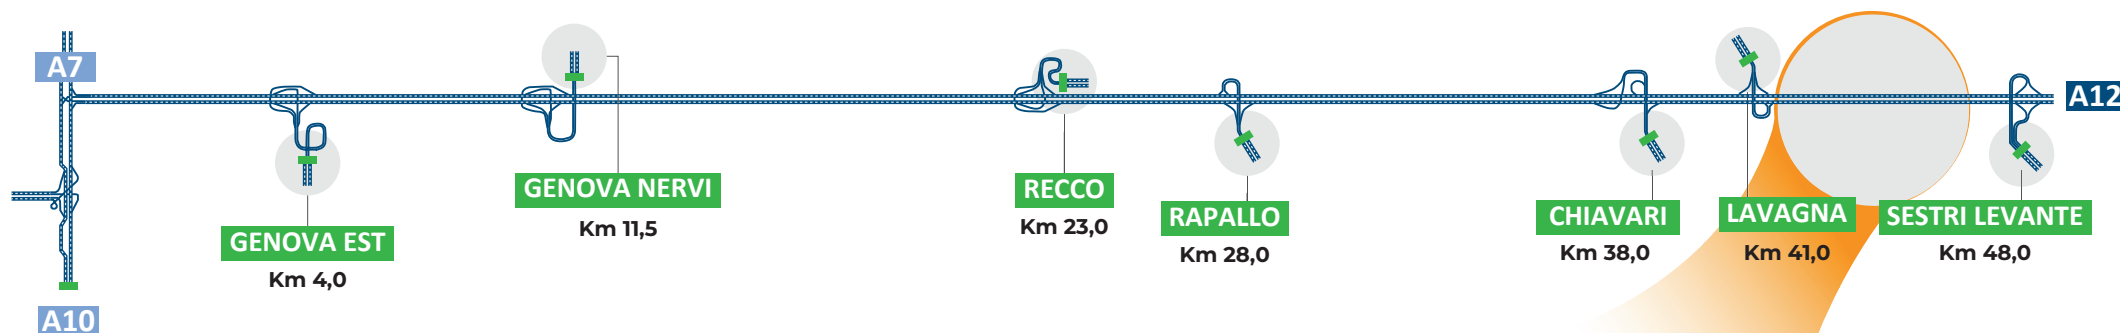 A7
A12
GENOVA EST
Km 4,0
GENOVA NERVI
Km 11,5
RECCO
Km 23,0
RAPALLO
Km 28,0
CHIAVARI
Km 38,0
LAVAGNA
Km 41,0
SESTRI LEVANTE
Km 48,0
A10